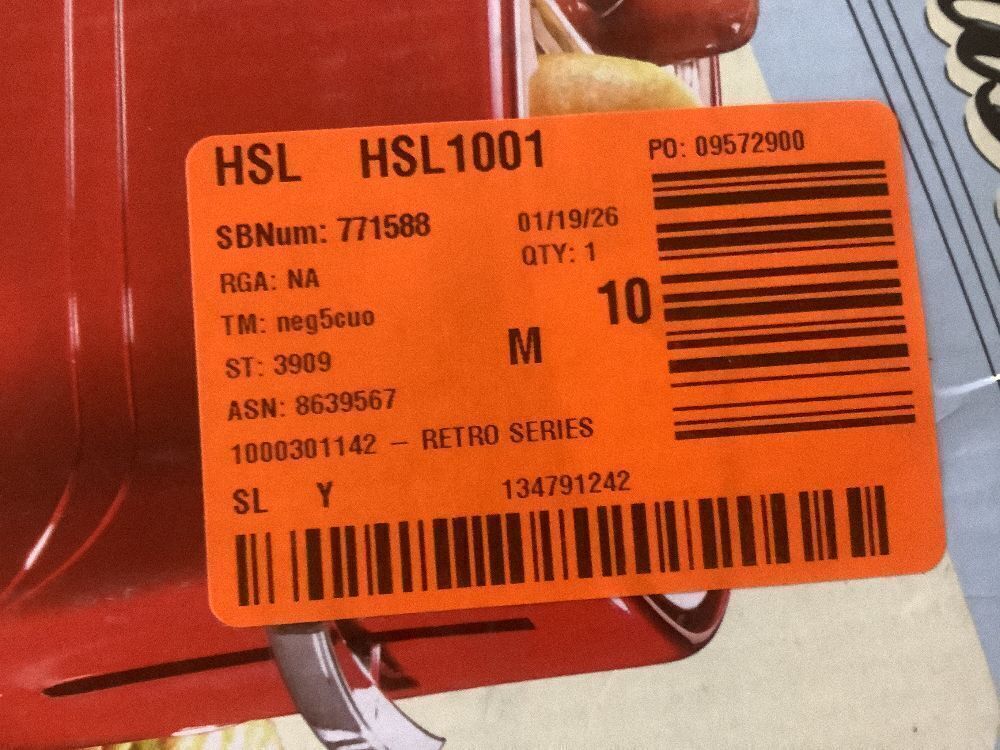 HSL HSL1001
PO: 09572900
SBNum: 771588
01/19/26
RGA: NA
QTY: 1
TM: neg5cuo
10
ST: 3909
M
ASN: 8639567
1000301142 – RETRO SERIES
SL Y 134791242